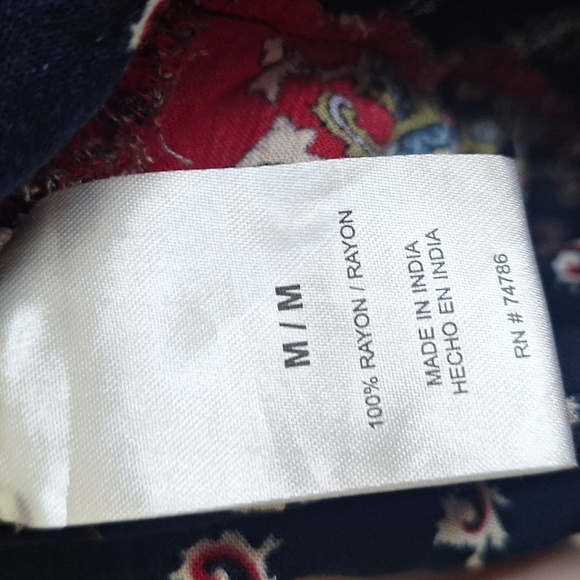 M / M
100% RAYON / RAYON
MADE IN INDIA
HECHO EN INDIA
RN # 74786